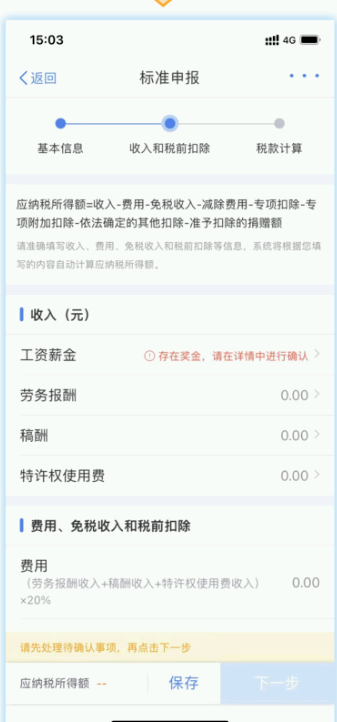 15:03
4G
返回
标准申报
基本信息
收入和税前扣除
税款计算
应纳税所得额=收入-费用-免税收入-减除费用-专项扣除-专
项附加扣除-依法确定的其他扣除-准予扣除的捐赠额
请准确填写收入、费用、免税收入和税前扣除等信息，系统将根据您填
写的内容自动计算应纳税所得额。
收入（元）
工资薪金 存在奖金，请在详情中进行确认
劳务报酬 0.00
稿酬 0.00
特许权使用费 0.00
费用、免税收入和税前扣除
费用
（劳务报酬收入+稿酬收入+特许权使用费收入） 0.00
×20%
请先处理待确认事项，再点击下一步
应纳税所得额 -- 保存 下一步